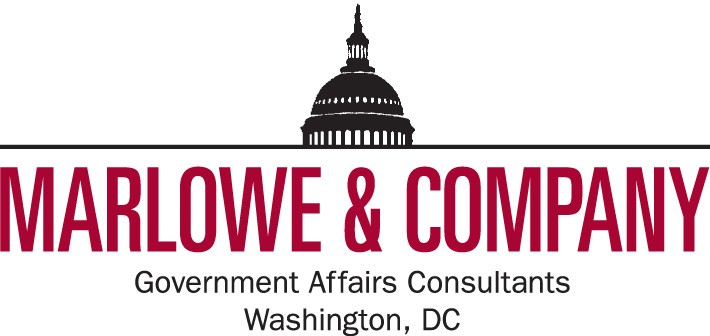 MARLOWE & COMPANY
Government Affairs Consultants
Washington, DC